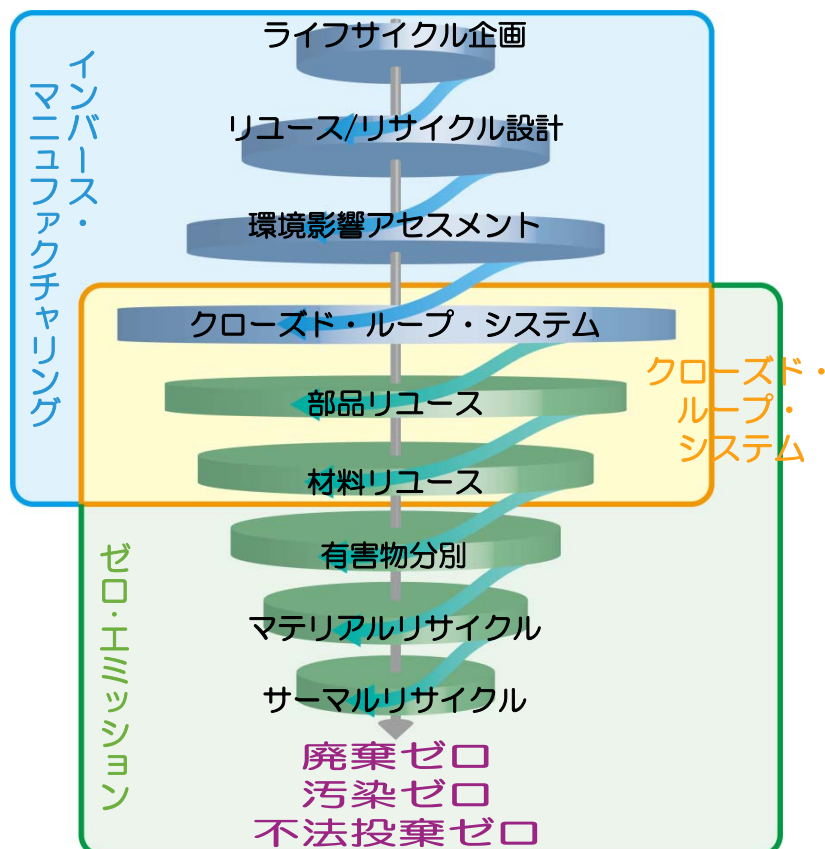 ライフサイクル企画
インバース・
マニュファクチャリング
リユース/リサイクル設計
環境影響アセスメント
クローズド・ループ・システム
クローズド・
ループ・
システム
部品リユース
材料リユース
有害物分別
ゼロ・エミッション
マテリアルリサイクル
サーマルリサイクル
廃棄ゼロ
汚染ゼロ
不法投棄ゼロ